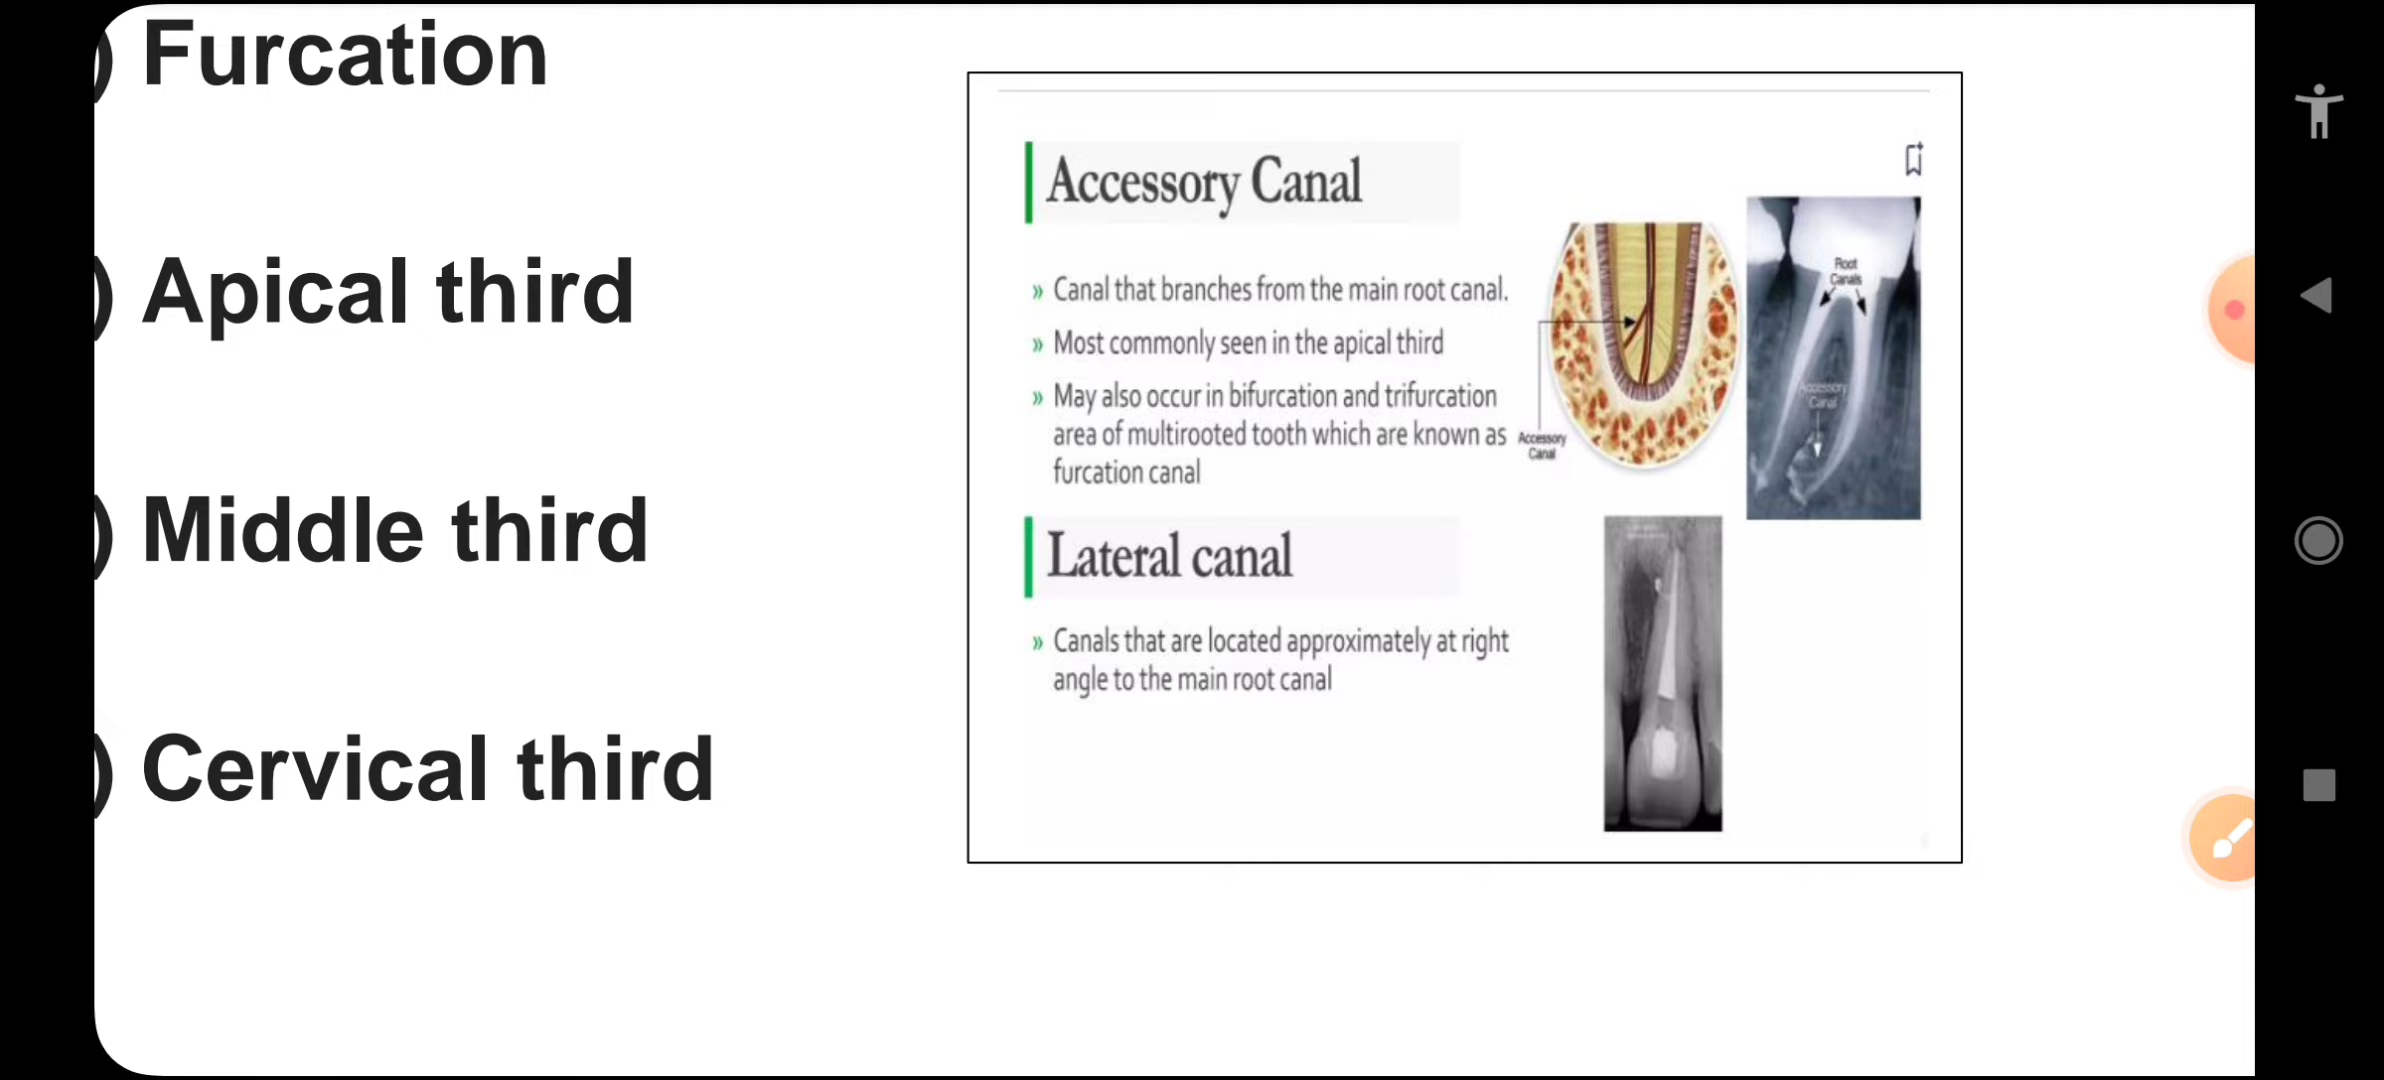 ) Furcation
) Apical third
) Middle third
) Cervical third
Accessory Canal
» Canal that branches from the main root canal.
» Most commonly seen in the apical third
» May also occur in bifurcation and trifurcation
area of multirooted tooth which are known as
furcation canal
Accessory
Canal
Root
Canals
Accessory
Canal
Lateral canal
» Canals that are located approximately at right
angle to the main root canal